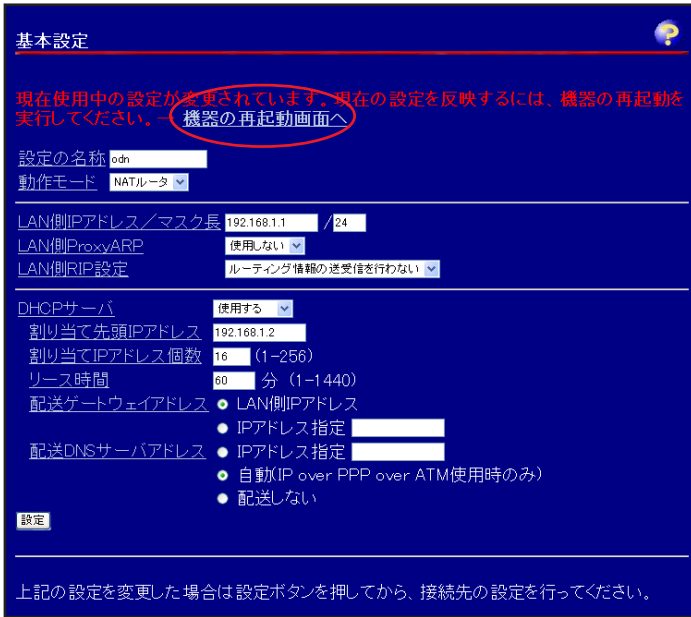 基本設定
現在使用中の設定が変更されています。現在の設定を反映するには、機器の再起動を
実行してください。→ 機器の再起動画面へ
設定の名称 odn
動作モード NATルータ
LAN側IPアドレス／マスク長 192.168.1.1 /24
LAN側ProxyARP 使用しない
LAN側RIP設定 ルーティング情報の送受信を行わない
DHCPサーバ 使用する
割り当て先頭IPアドレス 192.168.1.2
割り当てIPアドレス個数 16 (1-256)
リース時間 60 分 (1-1440)
配送ゲートウェイアドレス LAN側IPアドレス
IPアドレス指定
配送DNSサーバアドレス IPアドレス指定
自動(IP over PPP over ATM使用時のみ)
配送しない
設定
上記の設定を変更した場合は設定ボタンを押してから、接続先の設定を行ってください。